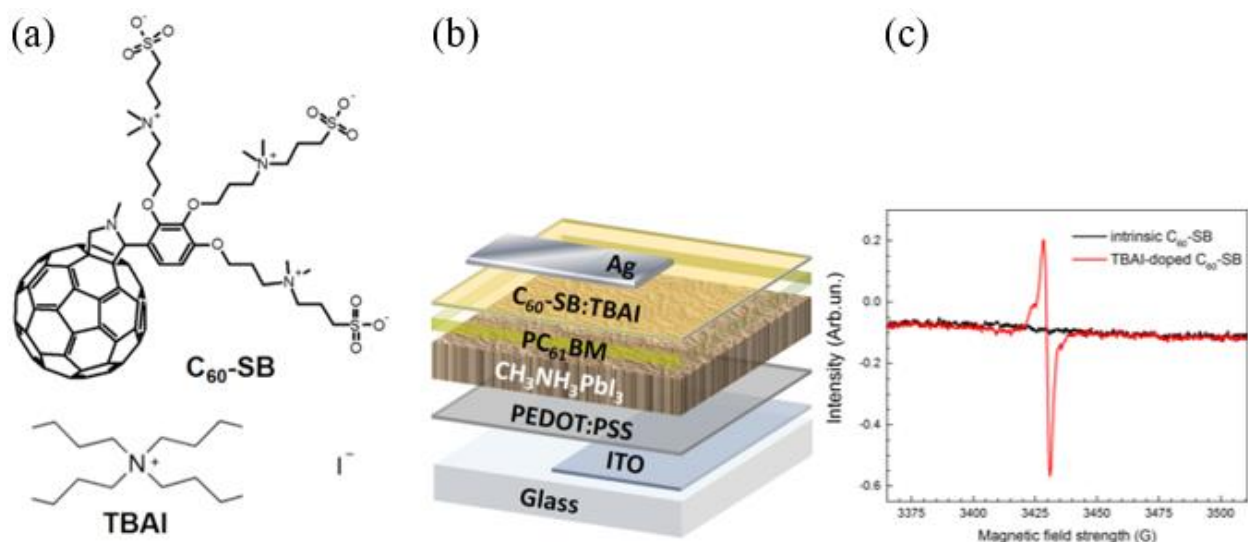 (a)
(b)
(c)
O
O
S
O⁻
N⁺
O⁻
O
S
O
N⁺
N
O
O
O
N⁺
O
S
O⁻
O
C₆₀-SB
N⁺
I⁻
TBAI
Ag
C₆₀-SB:TBAI
PC₆₁BM
CH₃NH₃PbI₃
PEDOT:PSS
ITO
Glass
intrinsic C₆₀-SB
TBAI-doped C₆₀-SB
Intensity (Arb.un.)
0.2
0.0
-0.2
-0.4
-0.6
3375
3400
3425
3450
3475
3500
Magnetic field strength (G)